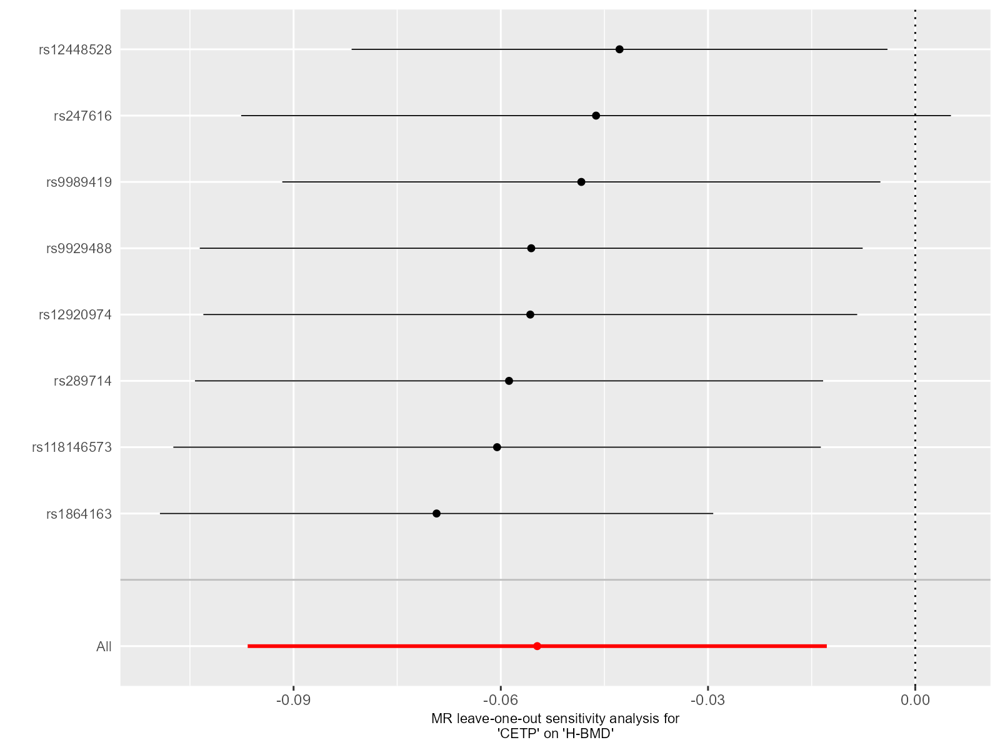 rs12448528
rs247616
rs9989419
rs9929488
rs12920974
rs289714
rs118146573
rs1864163
All
-0.09 -0.06 -0.03 0.00
MR leave-one-out sensitivity analysis for
'CETP' on 'H-BMD'